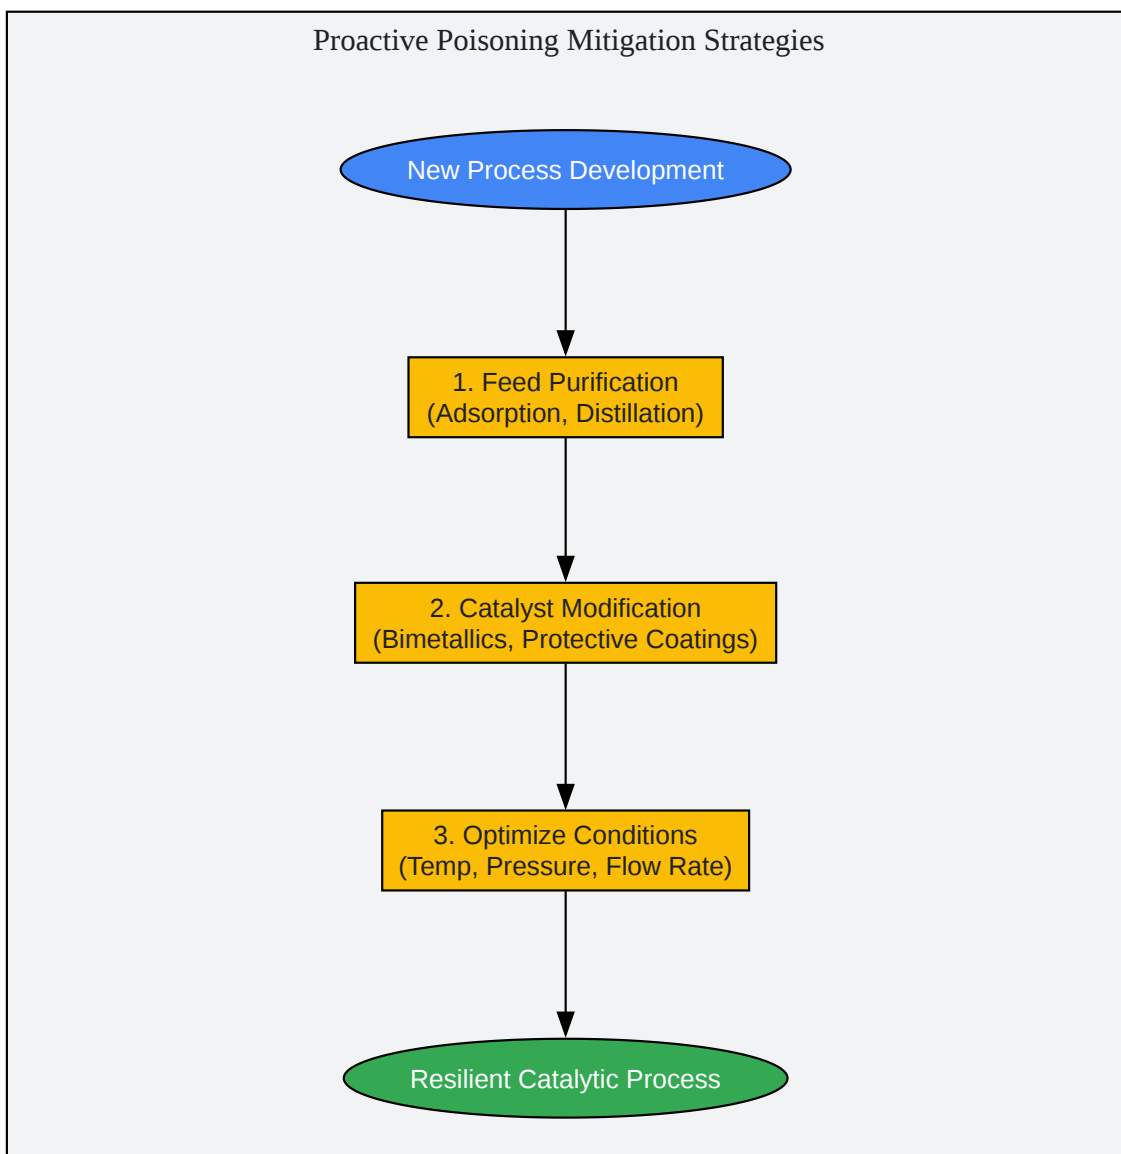 Proactive Poisoning Mitigation Strategies
New Process Development
1. Feed Purification
(Adsorption, Distillation)
2. Catalyst Modification
(Bimetallics, Protective Coatings)
3. Optimize Conditions
(Temp, Pressure, Flow Rate)
Resilient Catalytic Process